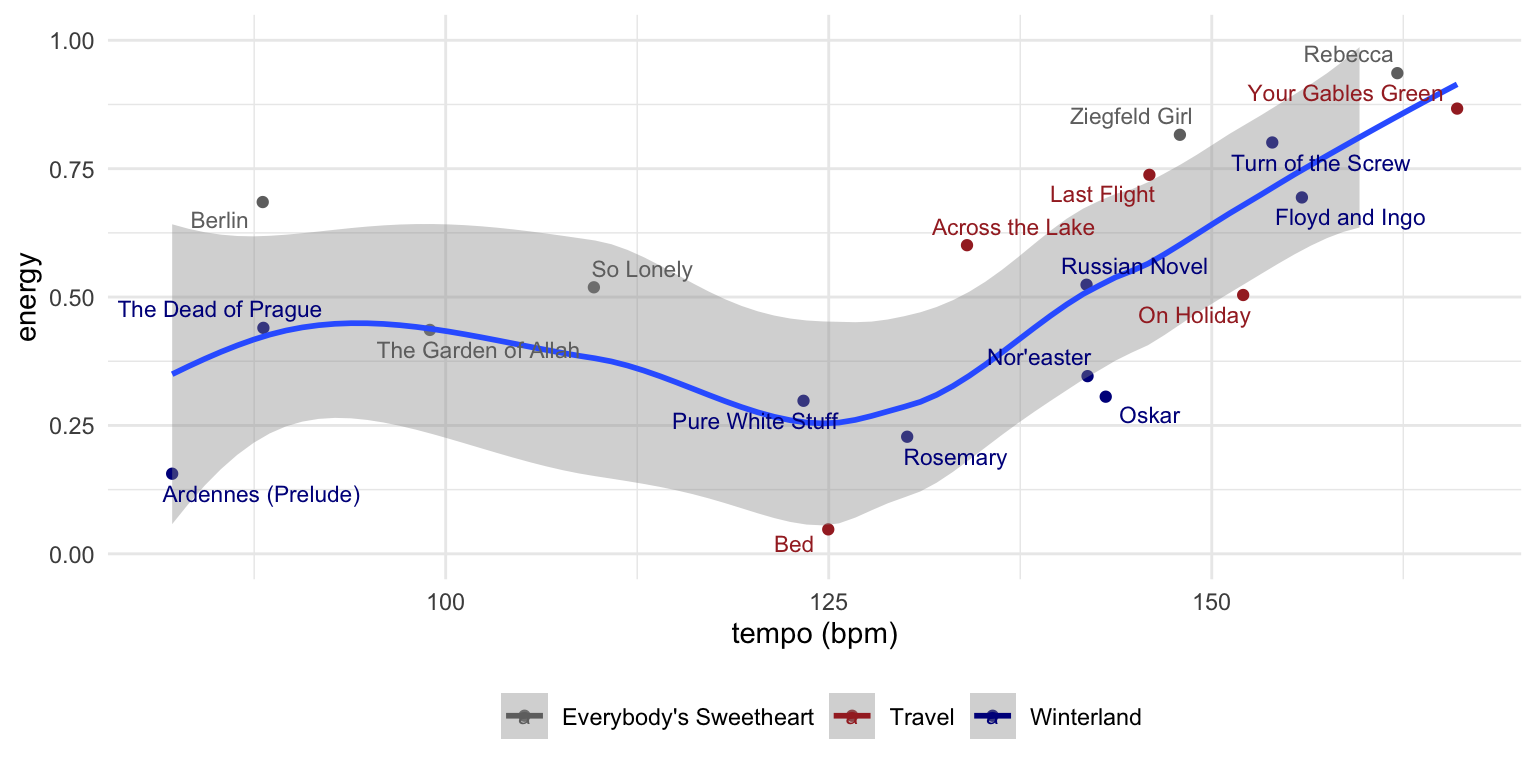 1.00
0.75
0.50
0.25
0.00
energy
Rebecca
Your Gables Green
Ziegfeld Girl
Turn of the Screw
Last Flight
Berlin
Floyd and Ingo
Across the Lake
So Lonely
Russian Novel
The Dead of Prague
On Holiday
The Garden of Allah
Nor'easter
Oskar
Pure White Stuff
Rosemary
Ardennes (Prelude)
Bed
100 125 150
tempo (bpm)
a Everybody's Sweetheart a Travel a Winterland